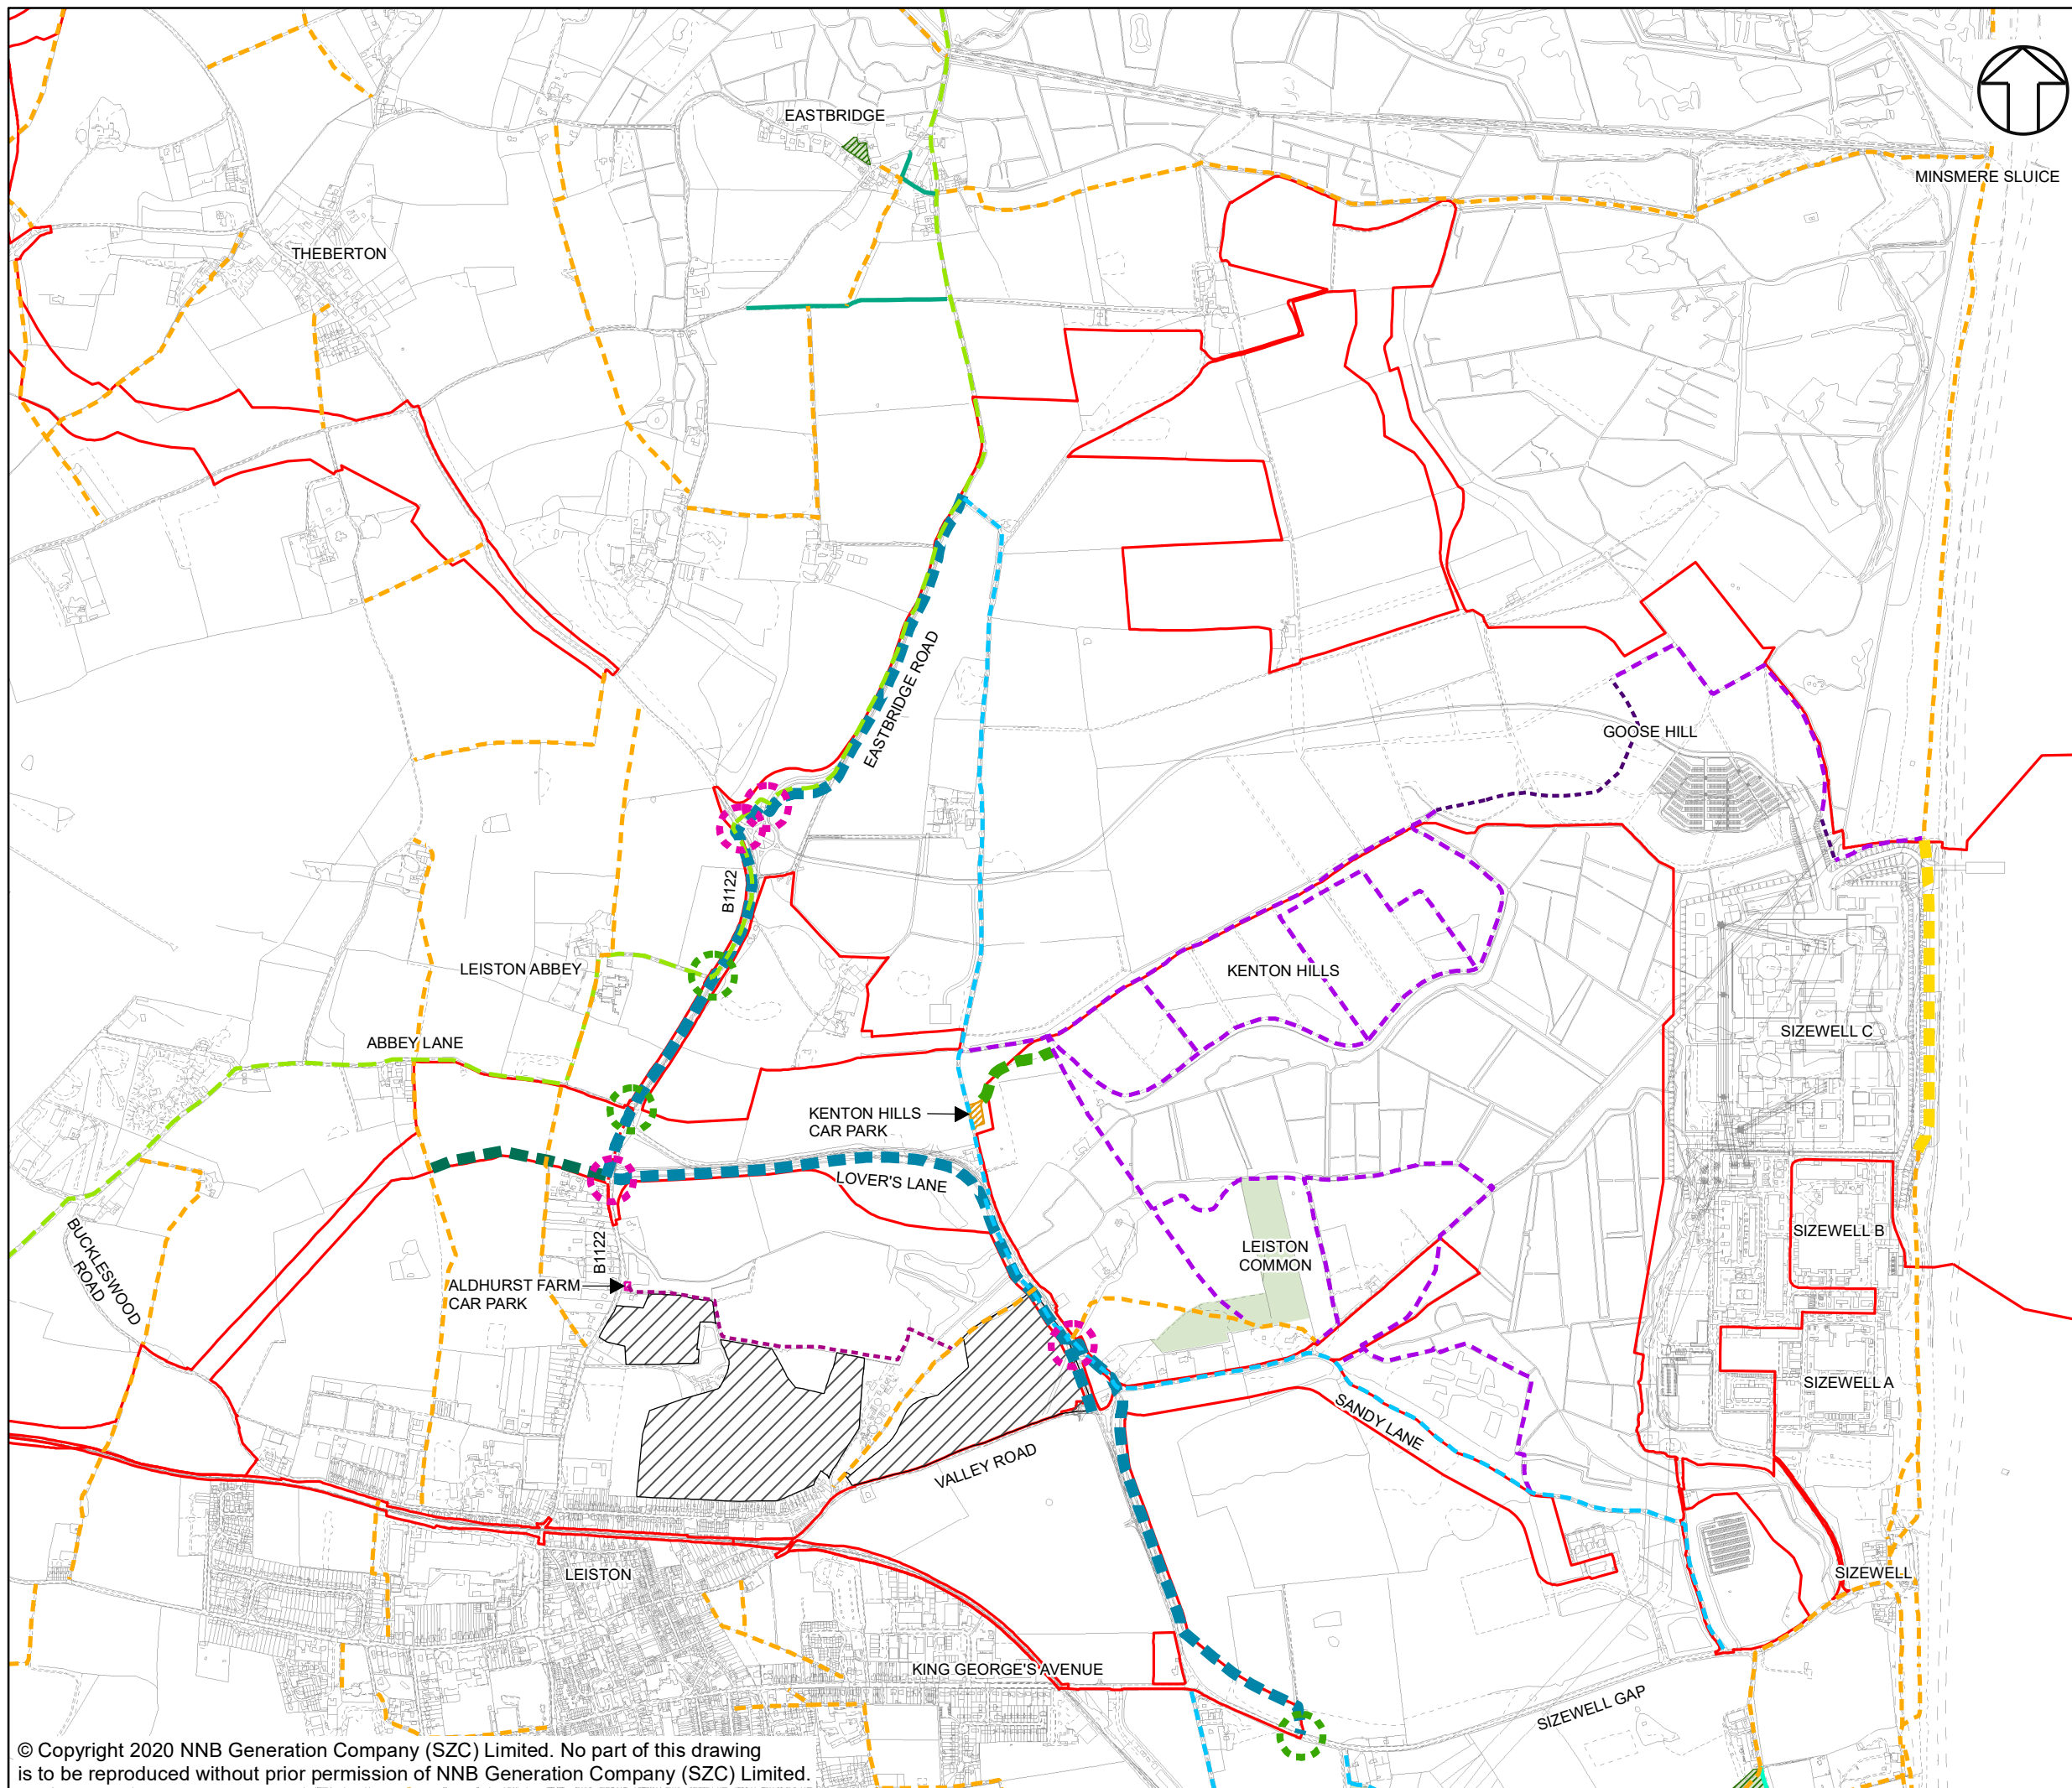 EASTBRIDGE
MINSMERE SLUICE
THEBERTON
EASTBRIDGE ROAD
GOOSE HILL
B1122
LEISTON ABBEY
KENTON HILLS
SIZEWELL C
ABBEY LANE
KENTON HILLS
CAR PARK
LOVER'S LANE
BUCKLESWOOD
ROAD
B1122
LEISTON
COMMON
SIZEWELL B
ALDHURST FARM
CAR PARK
SIZEWELL A
SANDY LANE
VALLEY ROAD
LEISTON
SIZEWELL
KING GEORGE'S AVENUE
SIZEWELL GAP
© Copyright 2020 NNB Generation Company (SZC) Limited. No part of this drawing
is to be reproduced without prior permission of NNB Generation Company (SZC) Limited.